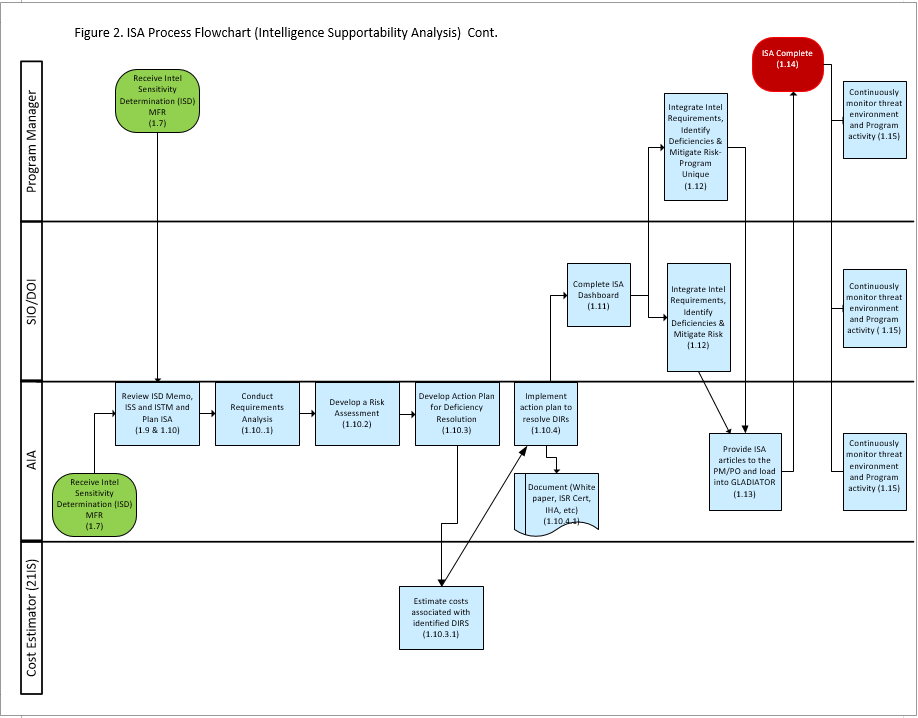 Figure 2. ISA Process Flowchart (Intelligence Supportability Analysis)  Cont.
Program Manager
Receive Intel
Sensitivity
Determination (ISD)
MFR
(1.7)
Integrate Intel
Requirements,
Identify
Deficiencies &
Mitigate Risk-
Program
Unique
(1.12)
ISA Complete
(1.14)
Continuously
monitor threat
environment
and Program
activity (1.15)
SIO/DOI
Complete ISA
Dashboard
(1.11)
Integrate Intel
Requirements,
Identify
Deficiencies &
Mitigate Risk
(1.12)
Continuously
monitor threat
environment
and Program
activity ( 1.15)
AIA
Receive Intel
Sensitivity
Determination (ISD)
MFR
(1.7)
Review ISD Memo,
ISS and ISTM and
Plan ISA
(1.9 & 1.10)
Conduct
Requirements
Analysis
(1.10..1)
Develop a Risk
Assessment
(1.10.2)
Develop Action Plan
for Deficiency
Resolution
(1.10.3)
Implement
action plan to
resolve DIRs
(1.10.4)
Document (White
paper, ISR Cert,
IHA, etc)
(1.10.4.1)
Provide ISA
articles to the
PM/PO and load
into GLADIATOR
(1.13)
Continuously
monitor threat
environment
and Program
activity (1.15)
Cost Estimator (21IS)
Estimate costs
associated with
identified DIRS
(1.10.3.1)